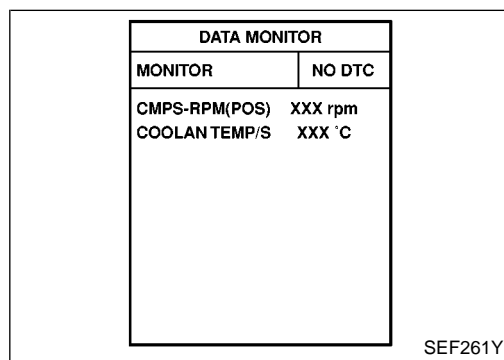 DATA MONITOR
MONITOR NO DTC
CMPS-RPM(POS) XXX rpm
COOLAN TEMP/S XXX °C
SEF261Y